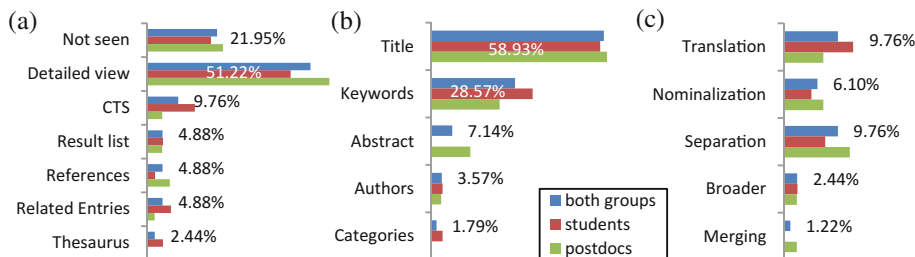 (a)
Not seen 21.95%
Detailed view 51.22%
CTS 9.76%
Result list 4.88%
References 4.88%
Related Entries 4.88%
Thesaurus 2.44%
(b)
Title 58.93%
Keywords 28.57%
Abstract 7.14%
Authors 3.57%
Categories 1.79%
both groups
students
postdocs
(c)
Translation 9.76%
Nominalization 6.10%
Separation 9.76%
Broader 2.44%
Merging 1.22%